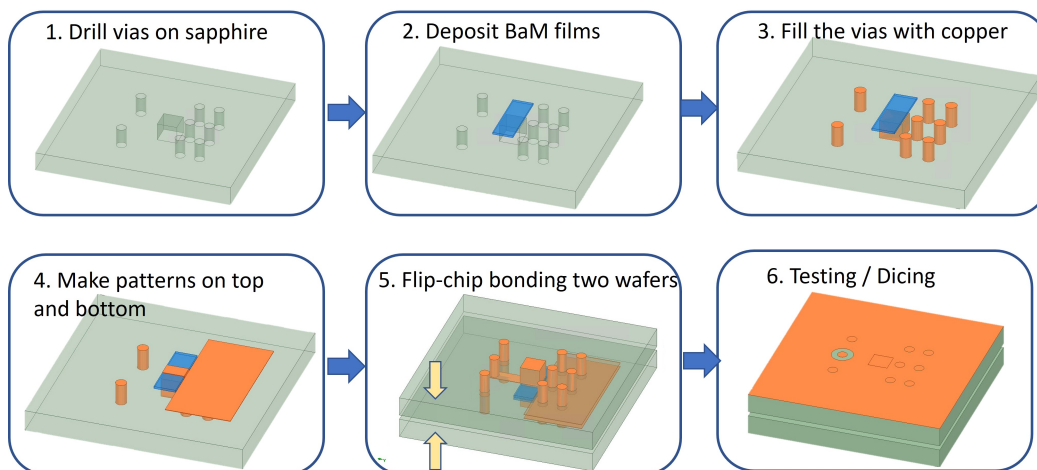 1. Drill vias on sapphire
2. Deposit BaM films
3. Fill the vias with copper
4. Make patterns on top
and bottom
5. Flip-chip bonding two wafers
6. Testing / Dicing